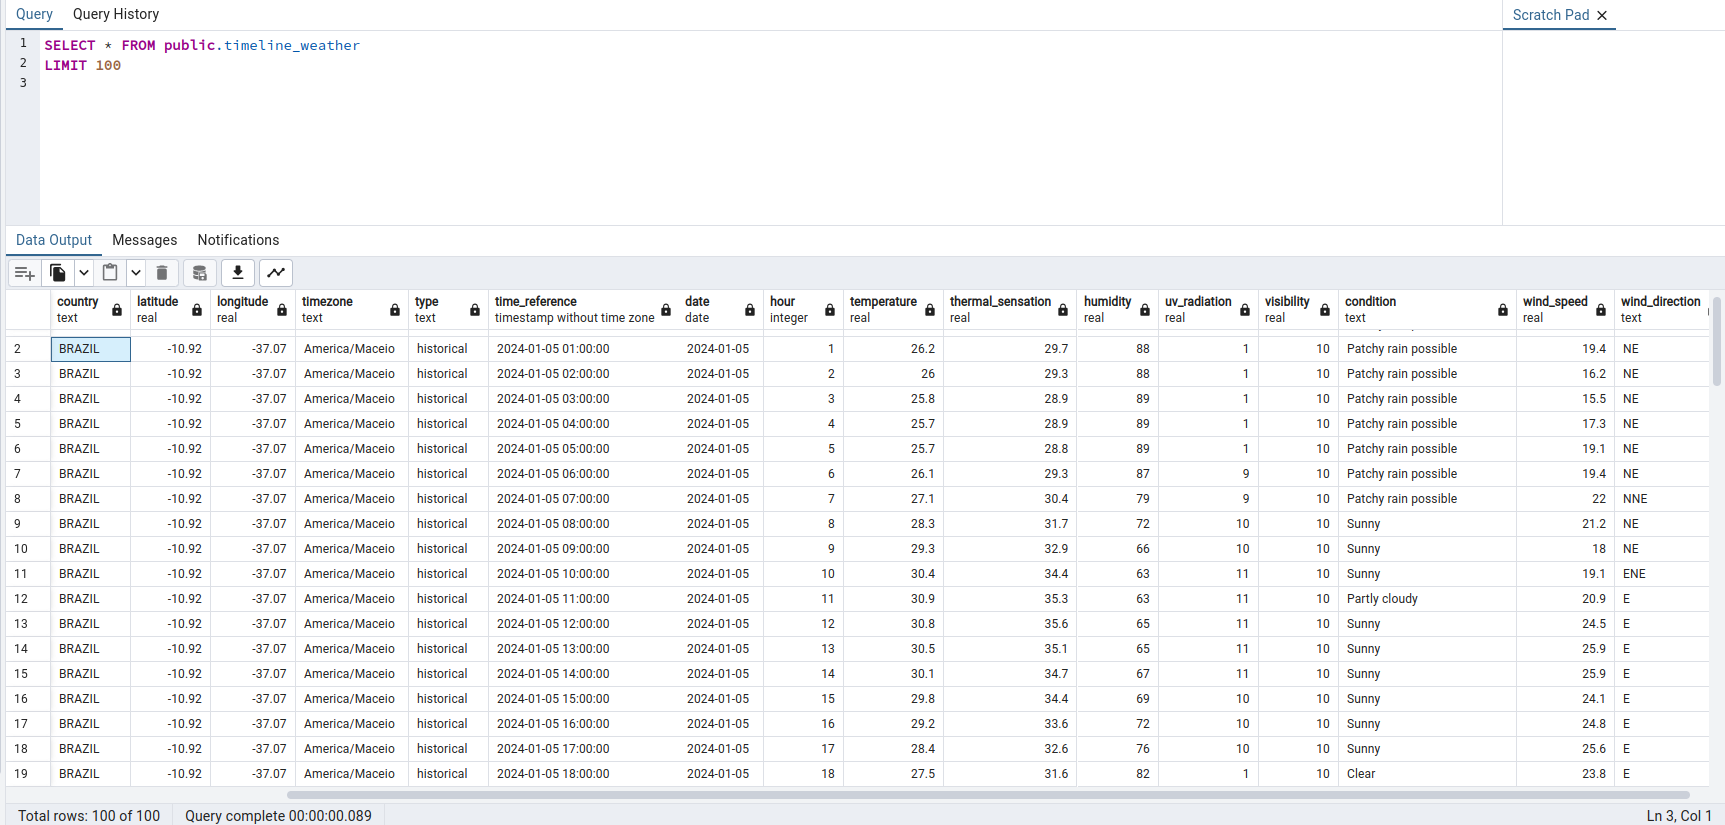 Query Query History Scratch Pad
1 SELECT * FROM public.timeline_weather
2 LIMIT 100
3
Data Output Messages Notifications
country latitude longitude timezone type time_reference date hour temperature thermal_sensation humidity uv_radiation visibility condition wind_speed wind_direction
text real real text text timestamp without time zone date integer real real real real real text real text
2 BRAZIL -10.92 -37.07 America/Maceio historical 2024-01-05 01:00:00 2024-01-05 1 26.2 29.7 88 1 10 Patchy rain possible 19.4 NE
3 BRAZIL -10.92 -37.07 America/Maceio historical 2024-01-05 02:00:00 2024-01-05 2 26 29.3 88 1 10 Patchy rain possible 16.2 NE
4 BRAZIL -10.92 -37.07 America/Maceio historical 2024-01-05 03:00:00 2024-01-05 3 25.8 28.9 89 1 10 Patchy rain possible 15.5 NE
5 BRAZIL -10.92 -37.07 America/Maceio historical 2024-01-05 04:00:00 2024-01-05 4 25.7 28.9 89 1 10 Patchy rain possible 17.3 NE
6 BRAZIL -10.92 -37.07 America/Maceio historical 2024-01-05 05:00:00 2024-01-05 5 25.7 28.8 89 1 10 Patchy rain possible 19.1 NE
7 BRAZIL -10.92 -37.07 America/Maceio historical 2024-01-05 06:00:00 2024-01-05 6 26.1 29.3 87 9 10 Patchy rain possible 19.4 NE
8 BRAZIL -10.92 -37.07 America/Maceio historical 2024-01-05 07:00:00 2024-01-05 7 27.1 30.4 79 9 10 Patchy rain possible 22 NNE
9 BRAZIL -10.92 -37.07 America/Maceio historical 2024-01-05 08:00:00 2024-01-05 8 28.3 31.7 72 10 10 Sunny 21.2 NE
10 BRAZIL -10.92 -37.07 America/Maceio historical 2024-01-05 09:00:00 2024-01-05 9 29.3 32.9 66 10 10 Sunny 18 NE
11 BRAZIL -10.92 -37.07 America/Maceio historical 2024-01-05 10:00:00 2024-01-05 10 30.4 34.4 63 11 10 Sunny 19.1 ENE
12 BRAZIL -10.92 -37.07 America/Maceio historical 2024-01-05 11:00:00 2024-01-05 11 30.9 35.3 63 11 10 Partly cloudy 20.9 E
13 BRAZIL -10.92 -37.07 America/Maceio historical 2024-01-05 12:00:00 2024-01-05 12 30.8 35.6 65 11 10 Sunny 24.5 E
14 BRAZIL -10.92 -37.07 America/Maceio historical 2024-01-05 13:00:00 2024-01-05 13 30.5 35.1 65 11 10 Sunny 25.9 E
15 BRAZIL -10.92 -37.07 America/Maceio historical 2024-01-05 14:00:00 2024-01-05 14 30.1 34.7 67 11 10 Sunny 25.9 E
16 BRAZIL -10.92 -37.07 America/Maceio historical 2024-01-05 15:00:00 2024-01-05 15 29.8 34.4 69 10 10 Sunny 24.1 E
17 BRAZIL -10.92 -37.07 America/Maceio historical 2024-01-05 16:00:00 2024-01-05 16 29.2 33.6 72 10 10 Sunny 24.8 E
18 BRAZIL -10.92 -37.07 America/Maceio historical 2024-01-05 17:00:00 2024-01-05 17 28.4 32.6 76 10 10 Sunny 25.6 E
19 BRAZIL -10.92 -37.07 America/Maceio historical 2024-01-05 18:00:00 2024-01-05 18 27.5 31.6 82 1 10 Clear 23.8 E
Total rows: 100 of 100 Query complete 00:00:00.089 Ln 3, Col 1